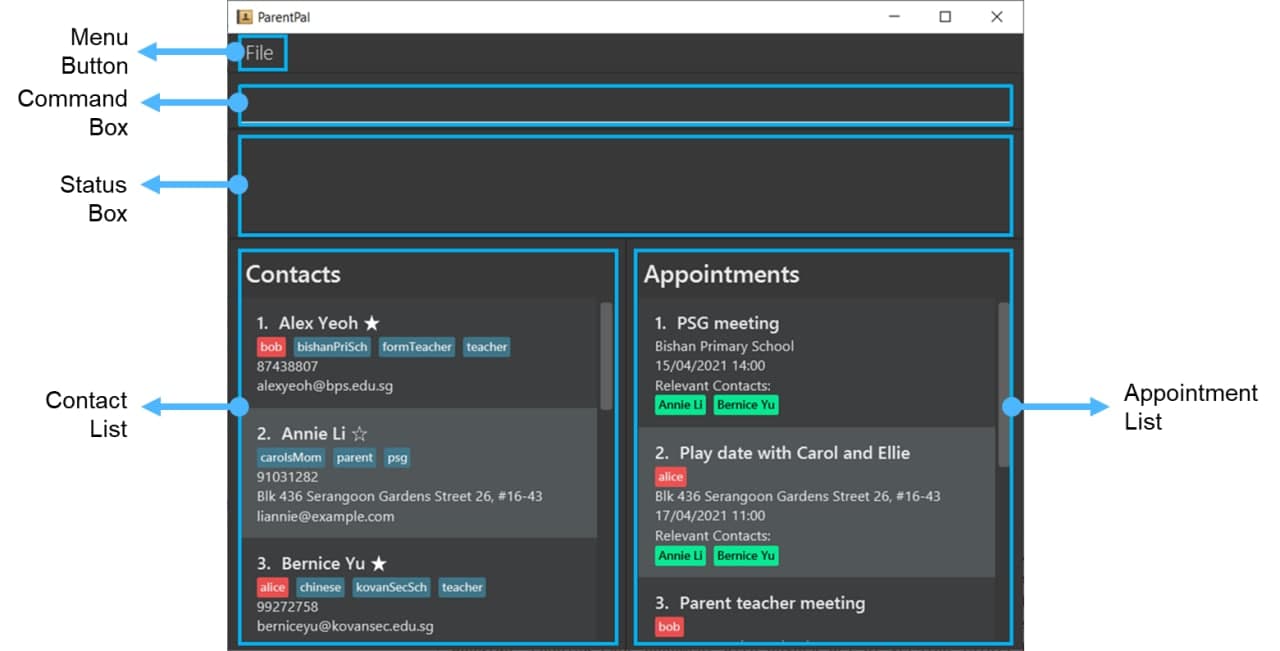 ParentPal
Menu
Button
File
Command
Box
Status
Box
Contact
List
Contacts
1. Alex Yeoh ★
bob bishanPriSch formTeacher teacher
87438807
alexyeoh@bps.edu.sg
2. Annie Li ☆
carolsMom parent psg
91031282
Blk 436 Serangoon Gardens Street 26, #16-43
liannie@example.com
3. Bernice Yu ★
alice chinese kovanSecSch teacher
99272758
berniceyu@kovansec.edu.sg
Appointments
1. PSG meeting
Bishan Primary School
15/04/2021 14:00
Relevant Contacts:
Annie Li Bernice Yu
2. Play date with Carol and Ellie
alice
Blk 436 Serangoon Gardens Street 26, #16-43
17/04/2021 11:00
Relevant Contacts:
Annie Li Bernice Yu
3. Parent teacher meeting
bob
Appointment
List